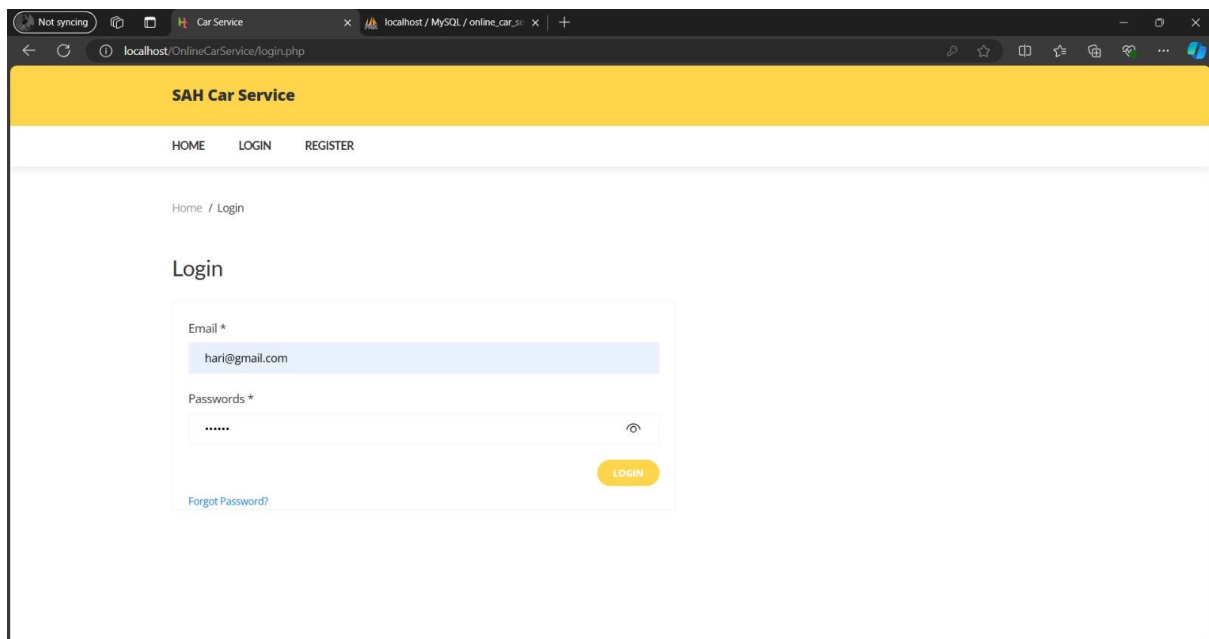 Not syncing
Car Service
localhost / MySQL / online_car_se
localhost/OnlineCarService/login.php
SAH Car Service
HOME LOGIN REGISTER
Home / Login
Login
Email *
hari@gmail.com
Passwords *
••••••
LOGIN
Forgot Password?